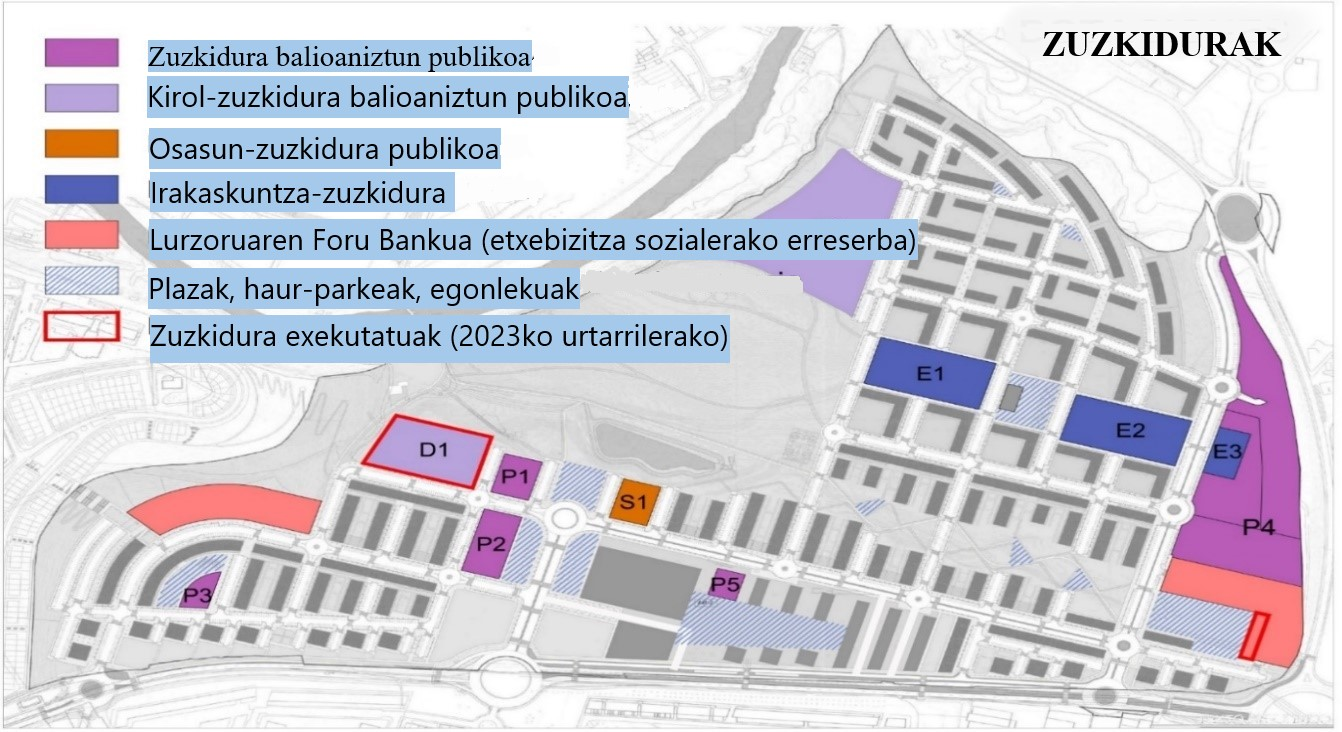 ZUZKIDURAK
Zuzkidura balioaniztun publikoa
Kirol-zuzkidura balioaniztun publikoa
Osasun-zuzkidura publikoa
Irakaskuntza-zuzkidura
Lurzoruaren Foru Bankua (etxebizitza sozialerako erreserba)
Plazak, haur-parkeak, egonlekuak
Zuzkidura exekutatuak (2023ko urtarrilerako)
E1
E2
E3
D1
P1
S1
P4
P2
P5
P3